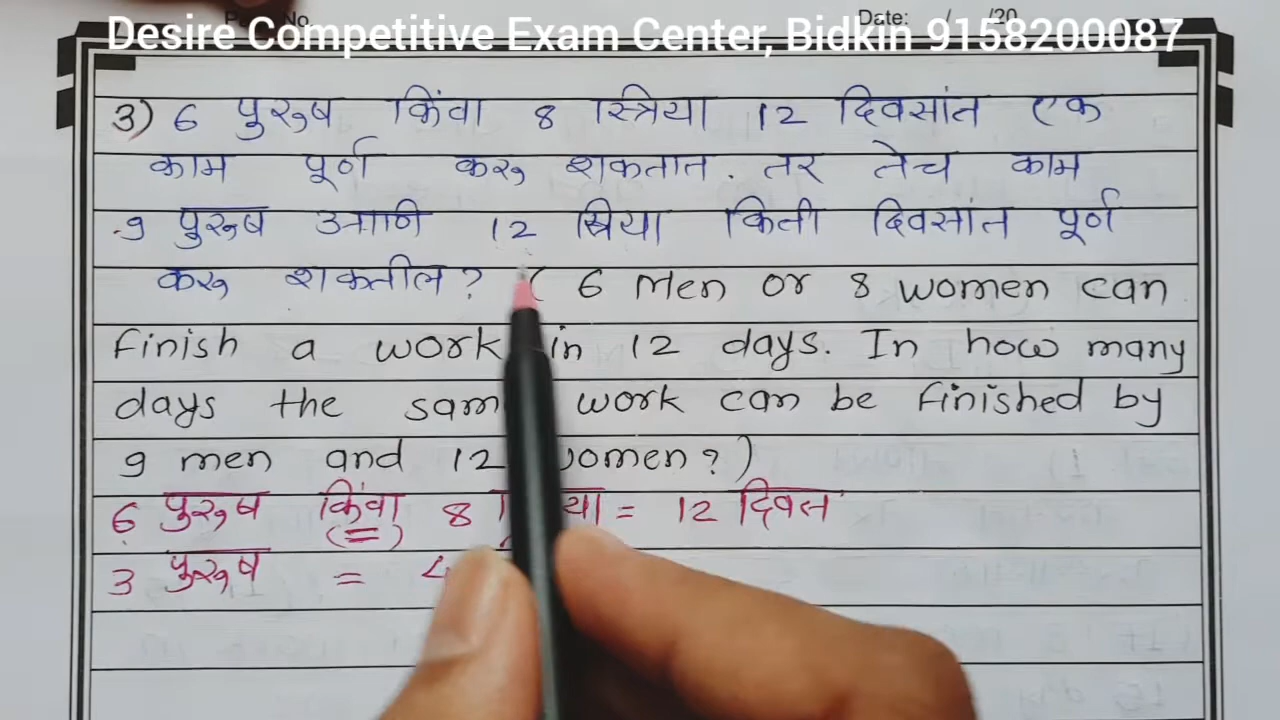 Date: / /20
Desire Competitive Exam Center, Bidkin 9158200087
3) 6 पुरुष किंवा 8 स्त्रिया 12 दिवसांत एक
काम पूर्ण करू शकतात. तर तेच काम
9 पुरुष आणि 12 स्त्रिया किती दिवसांत पूर्ण
करू शकतील? ( 6 Men or 8 women can
finish a work in 12 days. In how many
days the sam work can be finished by
9 men and 12 women?)
6 पुरुष किंवा 8 = 12 दिवस
3 पुरुष = 4